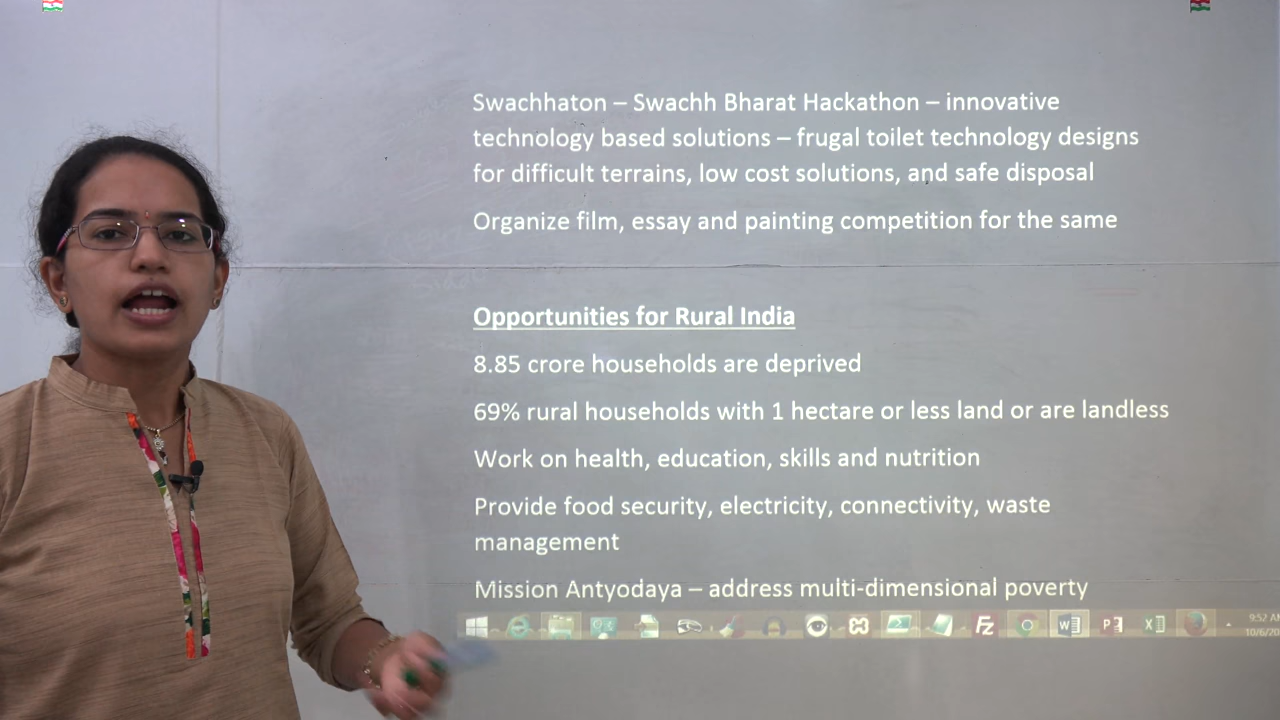 Swachhaton – Swachh Bharat Hackathon – innovative
technology based solutions – frugal toilet technology designs
for difficult terrains, low cost solutions, and safe disposal
Organize film, essay and painting competition for the same
Opportunities for Rural India
8.85 crore households are deprived
69% rural households with 1 hectare or less land or are landless
Work on health, education, skills and nutrition
Provide food security, electricity, connectivity, waste
management
Mission Antyodaya – address multi-dimensional poverty
9:52 AM